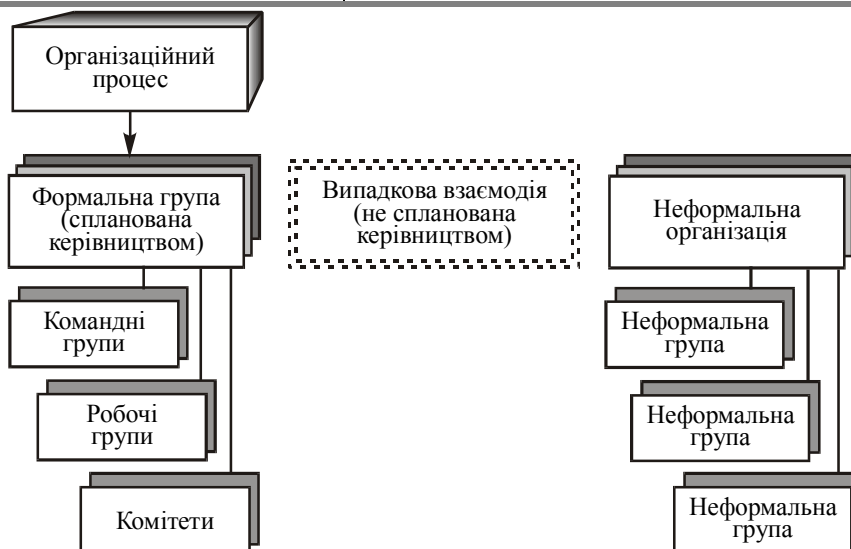 Організаційний
процес
Формальна група
(спланована
керівництвом)
Випадкова взаємодія
(не спланована
керівництвом)
Неформальна
організація
Командні
групи
Неформальна
група
Робочі
групи
Неформальна
група
Комітети
Неформальна
група